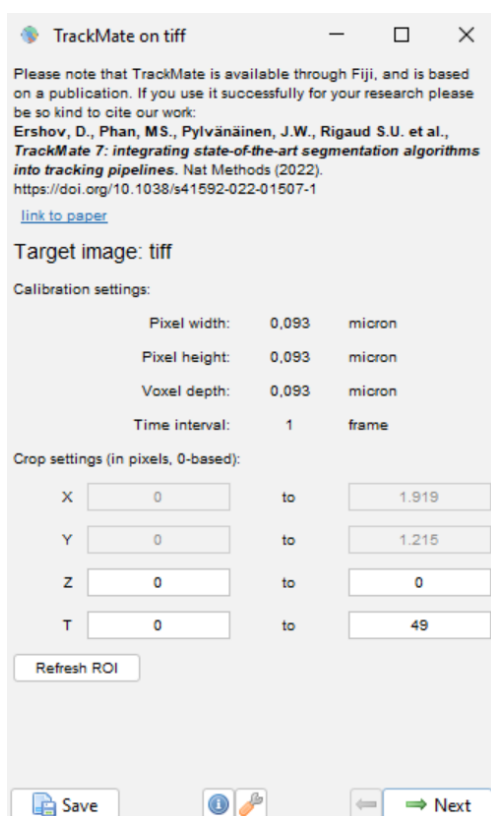 TrackMate on tiff
Please note that TrackMate is available through Fiji, and is based
on a publication. If you use it successfully for your research please
be so kind to cite our work:
Ershov, D., Phan, MS., Pylvänäinen, J.W., Rigaud S.U. et al.,
TrackMate 7: integrating state-of-the-art segmentation algorithms
into tracking pipelines. Nat Methods (2022).
https://doi.org/10.1038/s41592-022-01507-1
link to paper
Target image: tiff
Calibration settings:
Pixel width: 0,093 micron
Pixel height: 0,093 micron
Voxel depth: 0,093 micron
Time interval: 1 frame
Crop settings (in pixels, 0-based):
X 0 to 1.919
Y 0 to 1.215
Z 0 to 0
T 0 to 49
Refresh ROI
Save Next